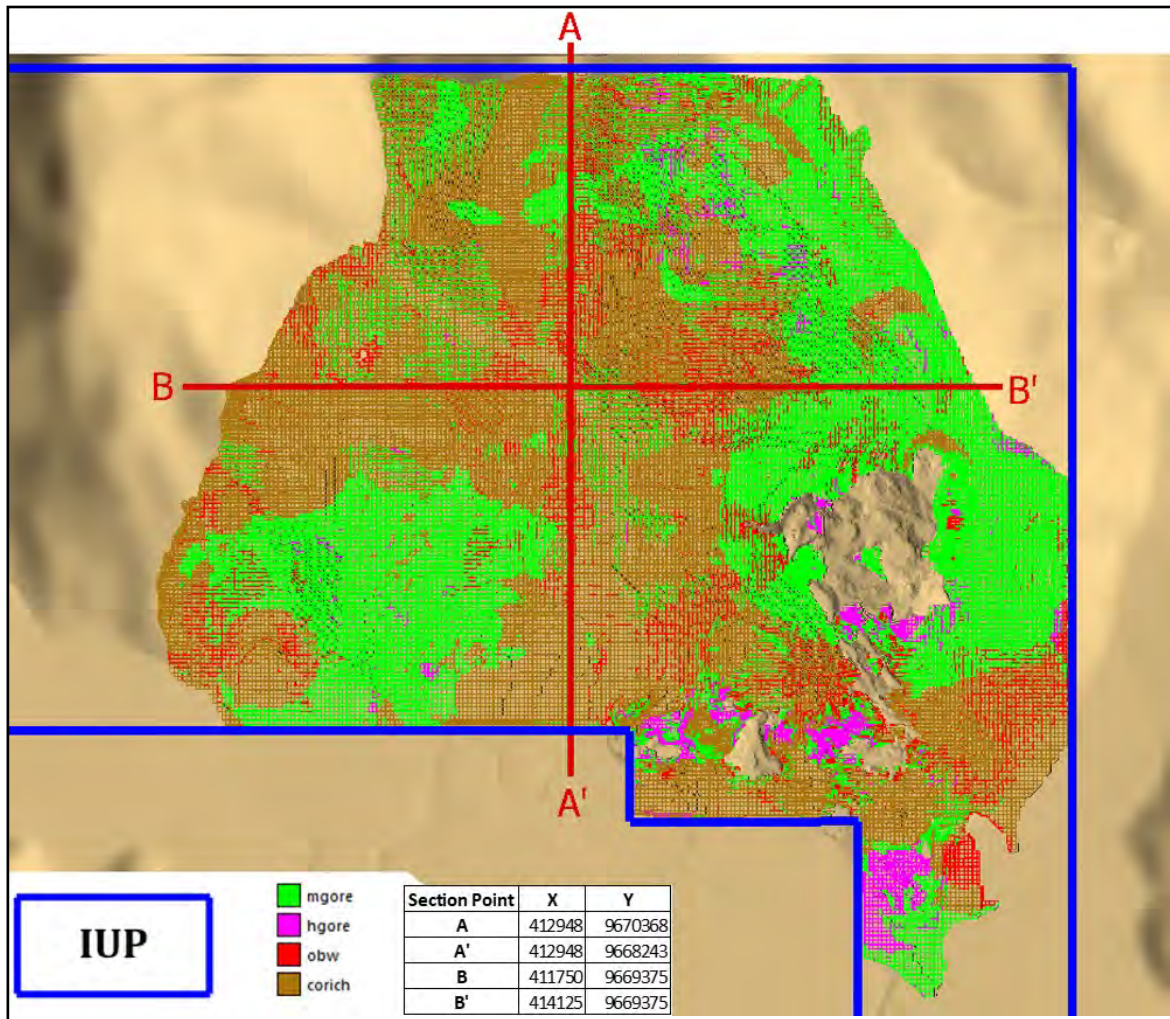 A
B
B'
A'
IUP
mgore
hgore
obw
corich
Section Point X Y
A 412948 9670368
A' 412948 9668243
B 411750 9669375
B' 414125 9669375